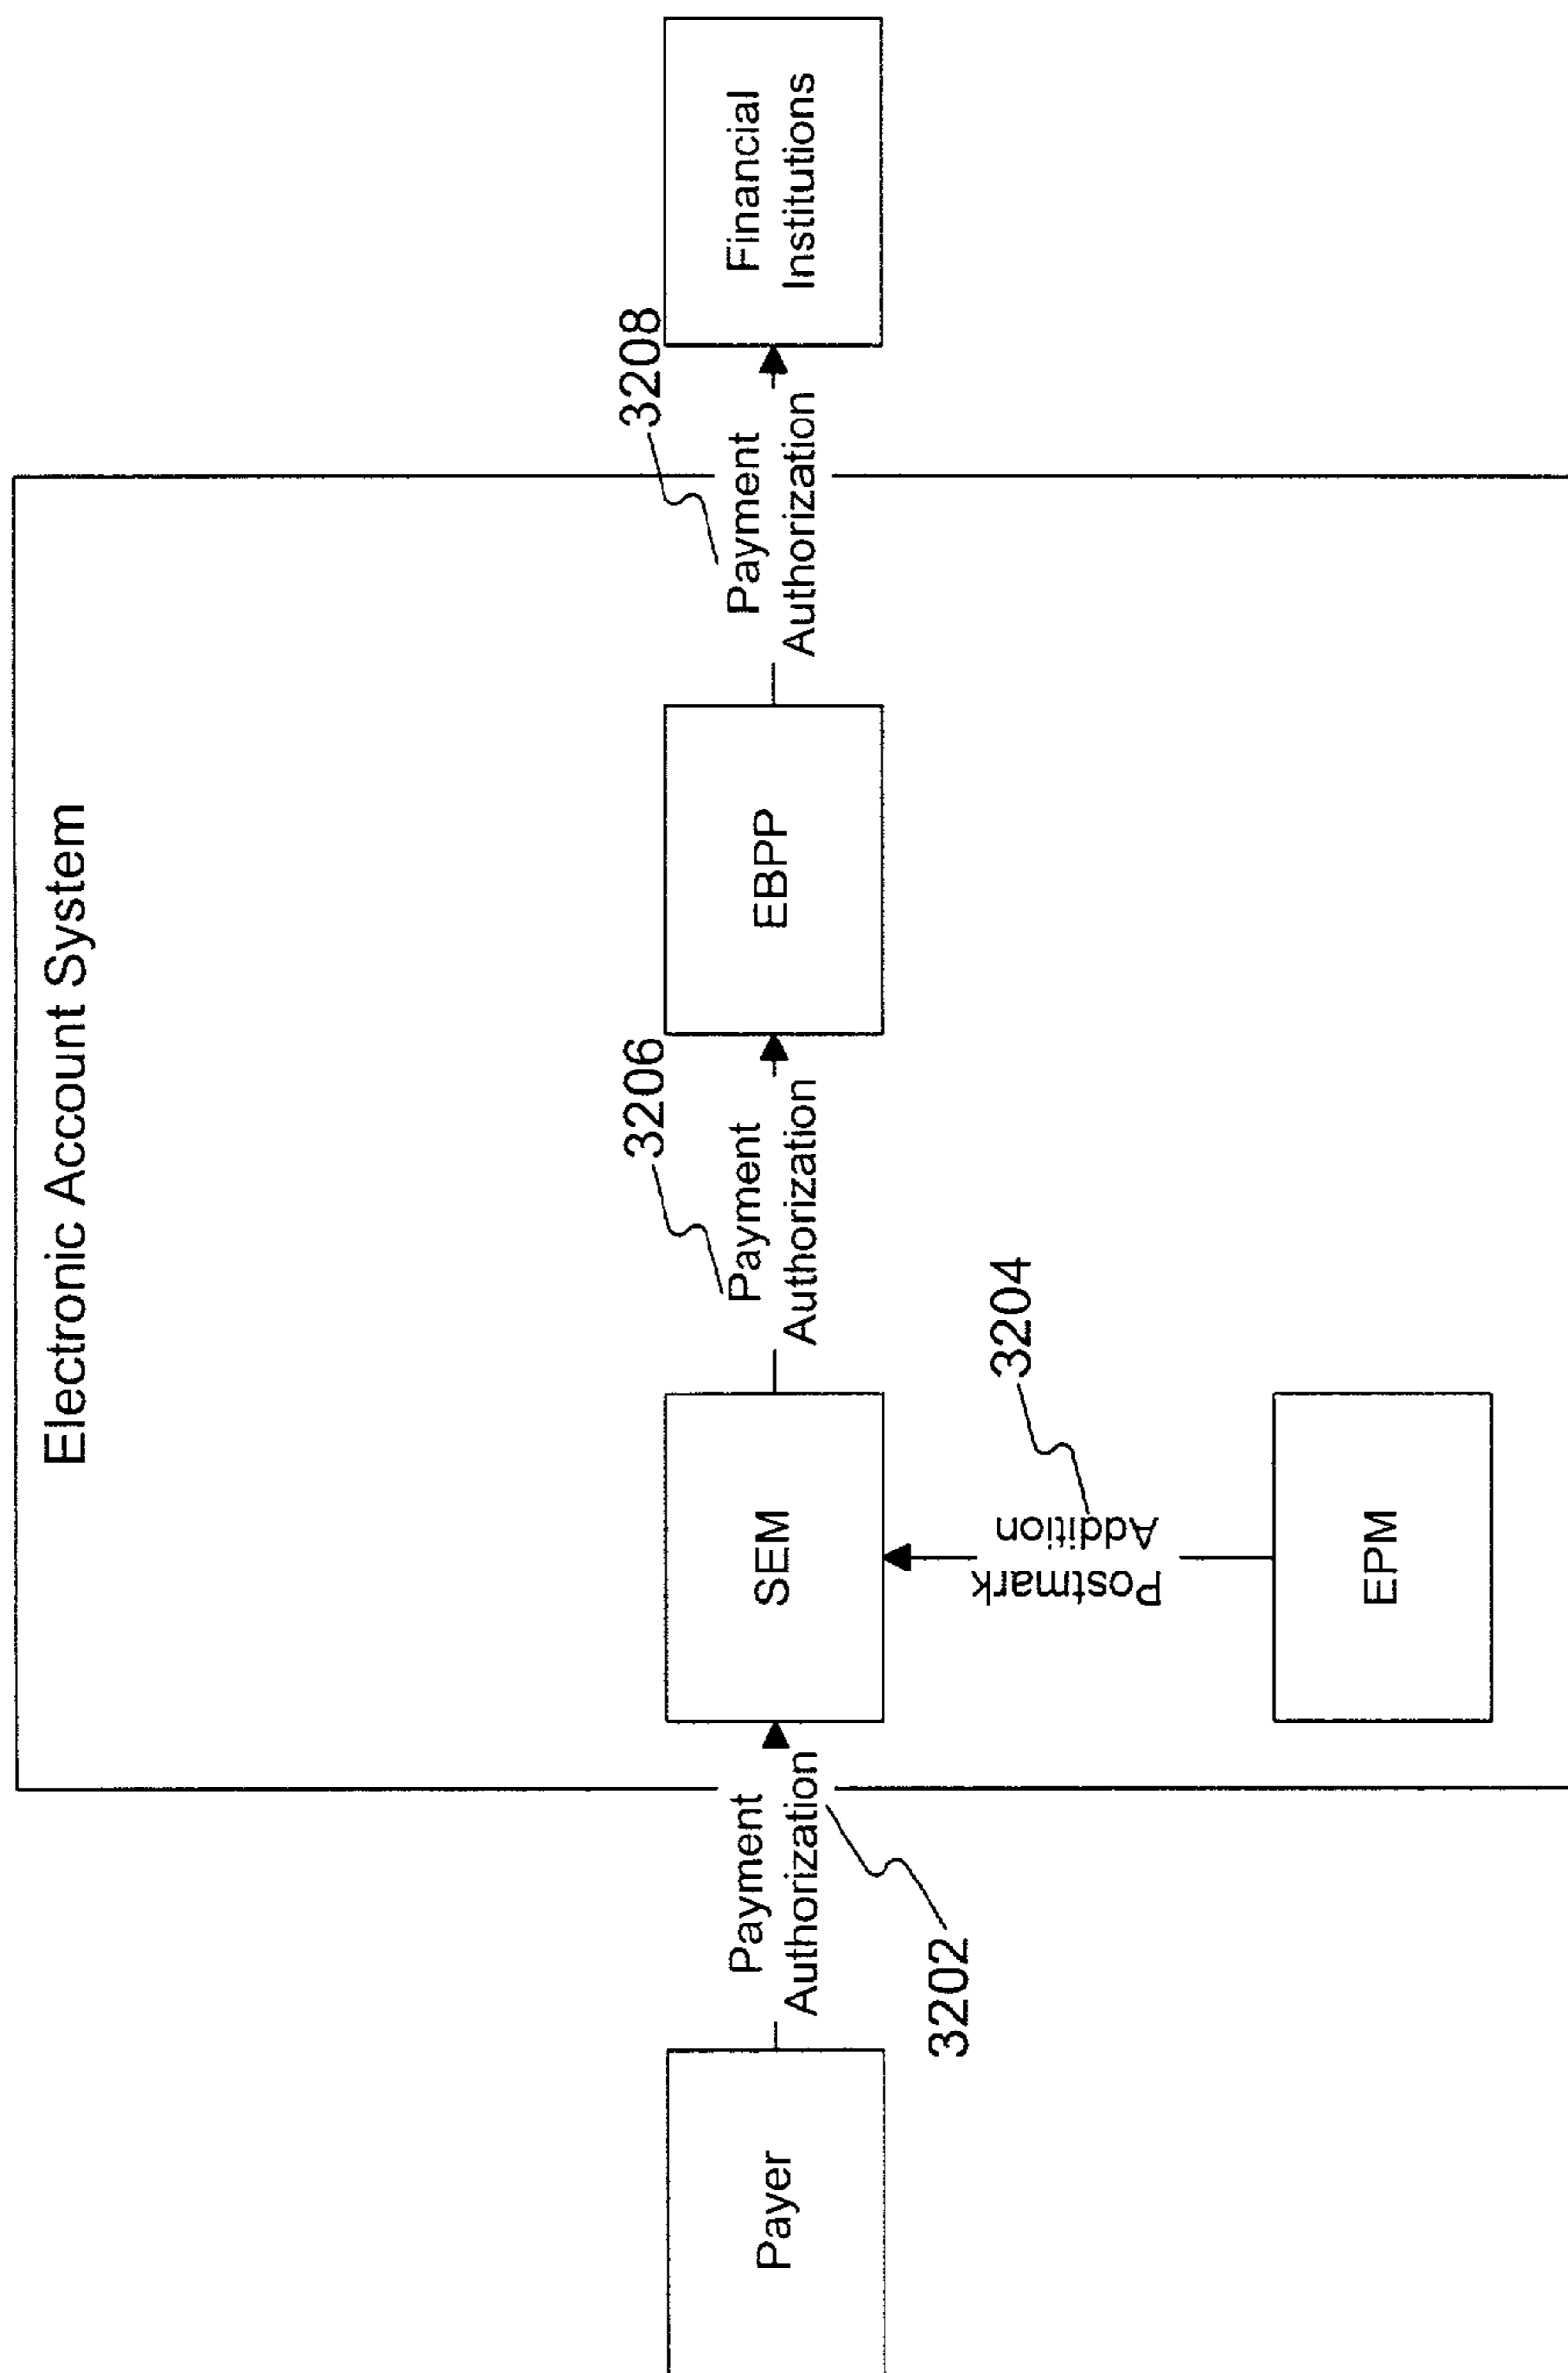 Electronic Account System
Payer
Payment
Authorization
3202
SEM
Postmark
Addition
3204
EPM
Payment
Authorization
3206
EBPP
Payment
Authorization
3208
Financial
Institutions